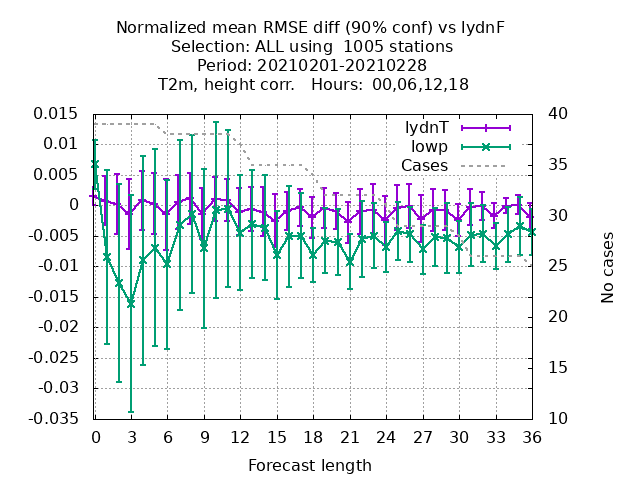 Normalized mean RMSE diff (90% conf) vs IydnF
Selection: ALL using  1005 stations
Period: 20210201-20210228
T2m, height corr.   Hours:  00,06,12,18
IydnT
Iowp
Cases
0.015
0.01
0.005
0
-0.005
-0.01
-0.015
-0.02
-0.025
-0.03
-0.035
40
35
30
25
20
15
10
No cases
0 3 6 9 12 15 18 21 24 27 30 33 36
Forecast length